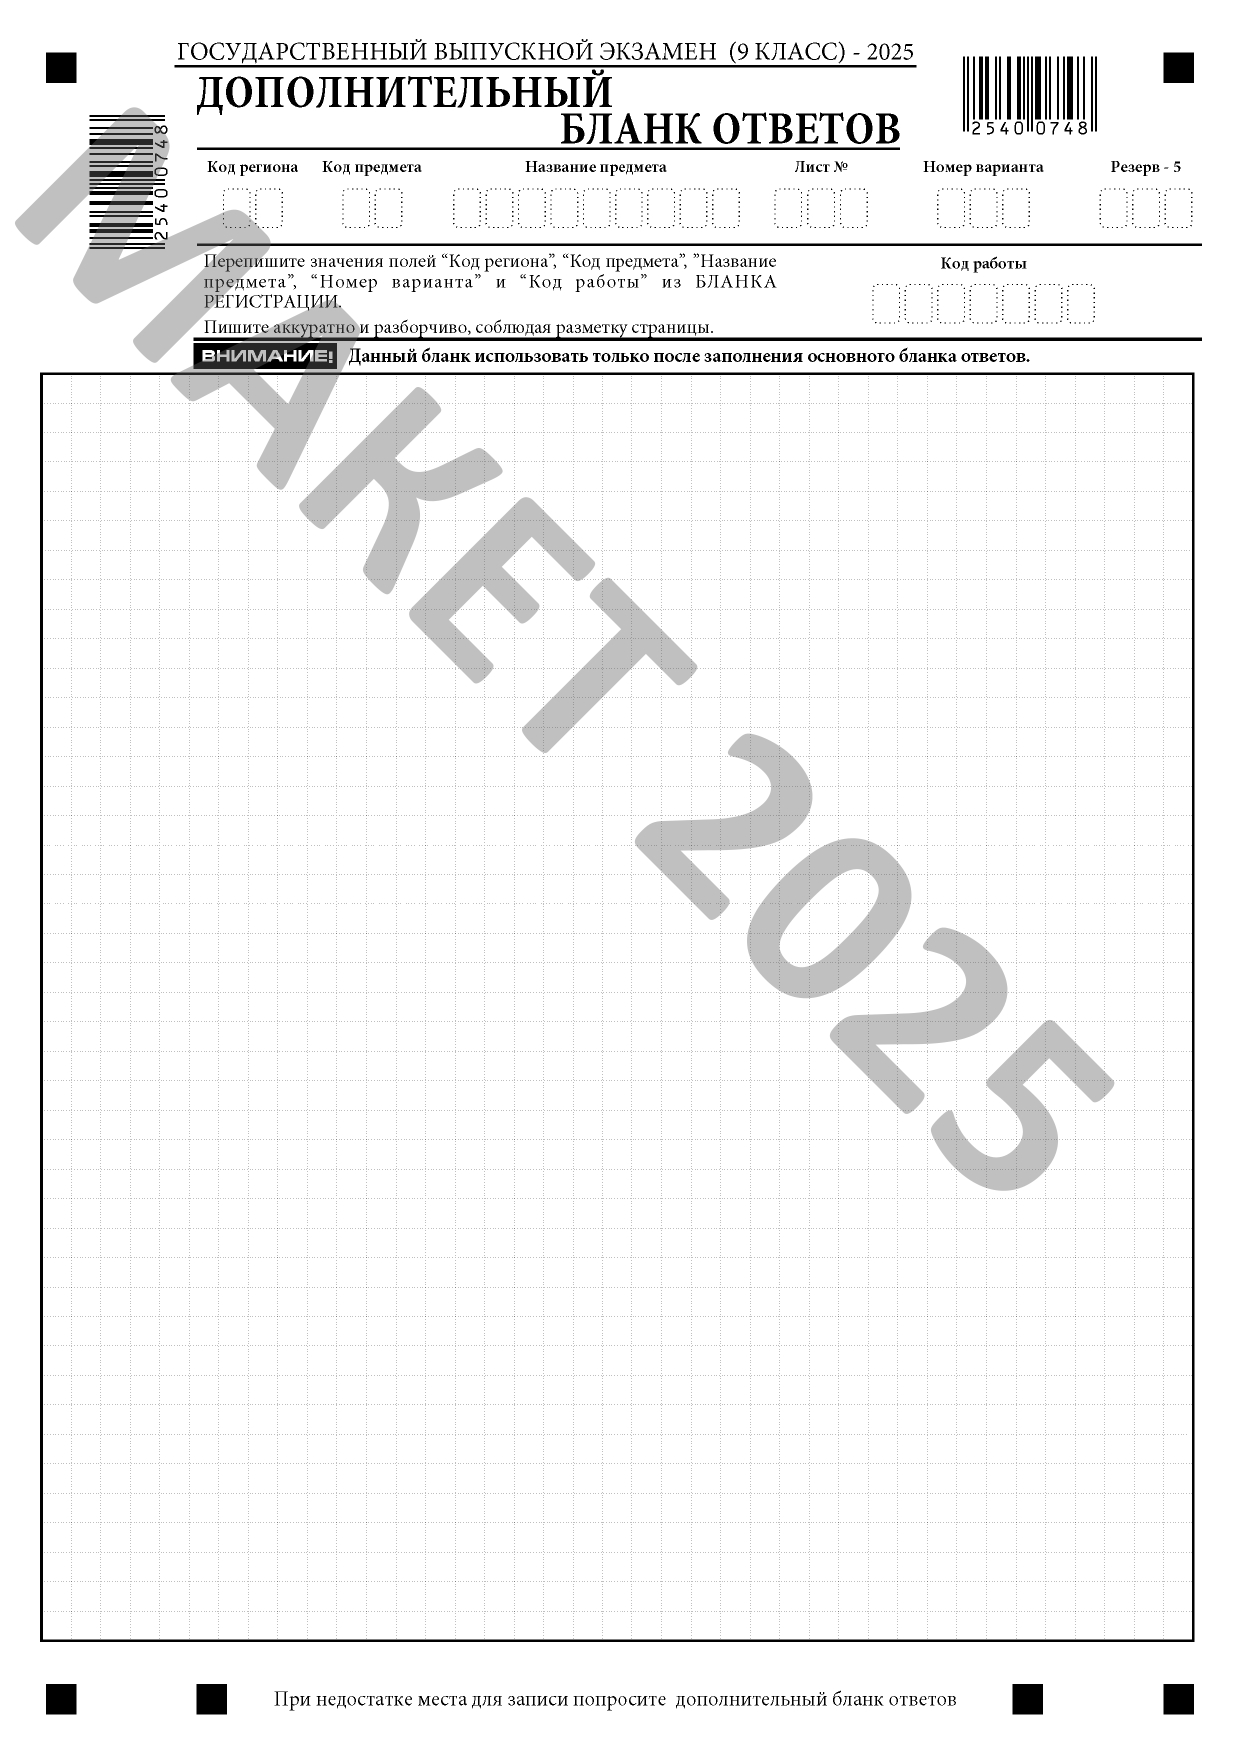 ГОСУДАРСТВЕННЫЙ ВЫПУСКНОЙ ЭКЗАМЕН (9 КЛАСС) - 2025
ДОПОЛНИТЕЛЬНЫЙ
БЛАНК ОТВЕТОВ
2540 0748
2540 0748
Код региона Код предмета Название предмета Лист № Номер варианта Резерв - 5
Перепишите значения полей “Код региона”, “Код предмета”, ”Название
предмета”, “Номер варианта” и “Код работы” из БЛАНКА
РЕГИСТРАЦИИ.
Пишите аккуратно и разборчиво, соблюдая разметку страницы.
Код работы
ВНИМАНИЕ! Данный бланк использовать только после заполнения основного бланка ответов.
МАКЕТ 2025
При недостатке места для записи попросите дополнительный бланк ответов